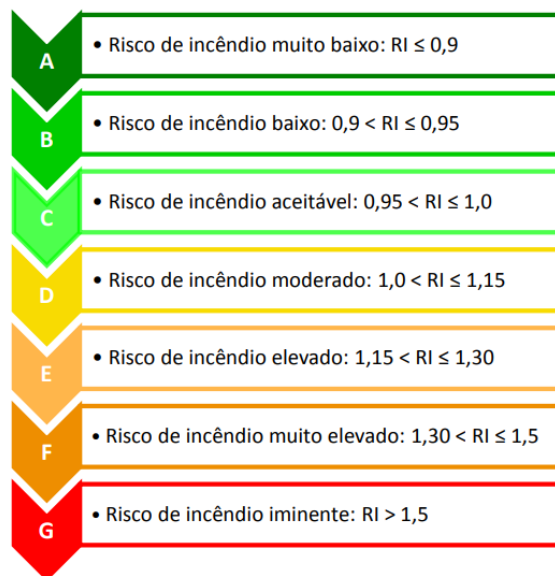 A
• Risco de incêndio muito baixo: RI ≤ 0,9
B
• Risco de incêndio baixo: 0,9 < RI ≤ 0,95
C
• Risco de incêndio aceitável: 0,95 < RI ≤ 1,0
D
• Risco de incêndio moderado: 1,0 < RI ≤ 1,15
E
• Risco de incêndio elevado: 1,15 < RI ≤ 1,30
F
• Risco de incêndio muito elevado: 1,30 < RI ≤ 1,5
G
• Risco de incêndio iminente: RI > 1,5